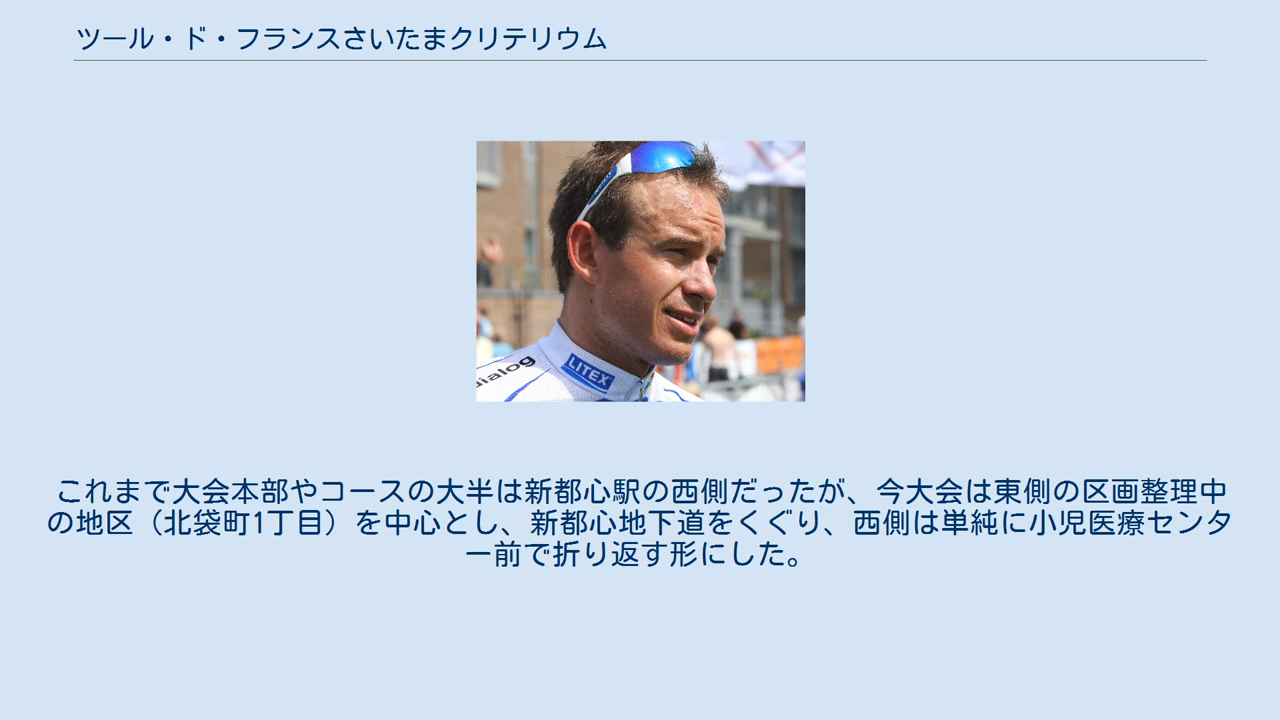 ツール・ド・フランスさいたまクリテリウム
dialog
LITEX
これまで大会本部やコースの大半は新都心駅の西側だったが、今大会は東側の区画整理中
の地区（北袋町1丁目）を中心とし、新都心地下道をくぐり、西側は単純に小児医療センタ
ー前で折り返す形にした。